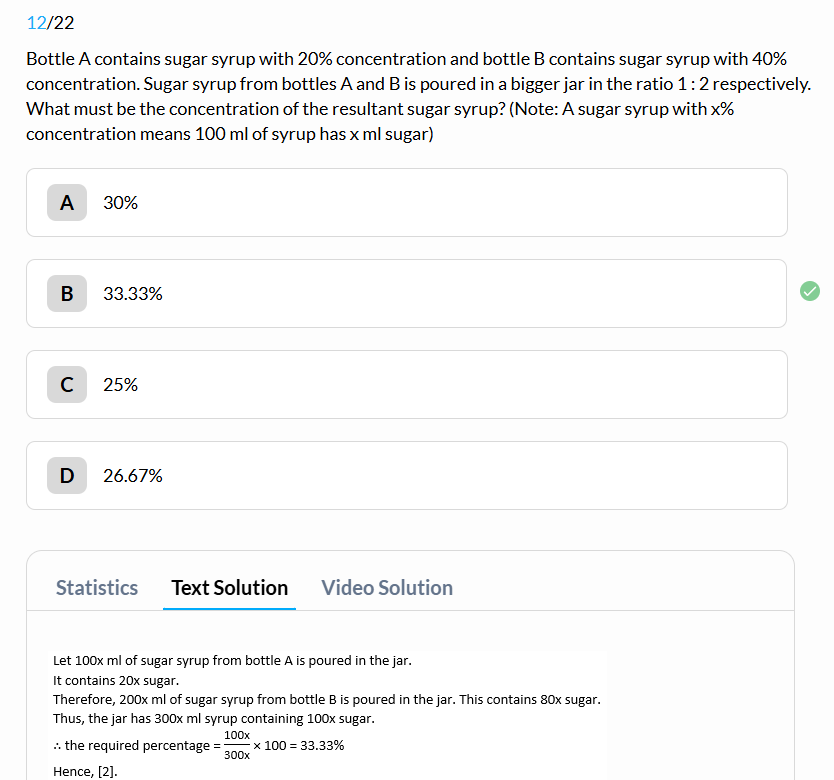 12/22
Bottle A contains sugar syrup with 20% concentration and bottle B contains sugar syrup with 40%
concentration. Sugar syrup from bottles A and B is poured in a bigger jar in the ratio 1 : 2 respectively.
What must be the concentration of the resultant sugar syrup? (Note: A sugar syrup with x%
concentration means 100 ml of syrup has x ml sugar)
A 30%
B 33.33%
C 25%
D 26.67%
Statistics Text Solution Video Solution
Let 100x ml of sugar syrup from bottle A is poured in the jar.
It contains 20x sugar.
Therefore, 200x ml of sugar syrup from bottle B is poured in the jar. This contains 80x sugar.
Thus, the jar has 300x ml syrup containing 100x sugar.
∴ the required percentage = 100x/300x × 100 = 33.33%
Hence, [2].